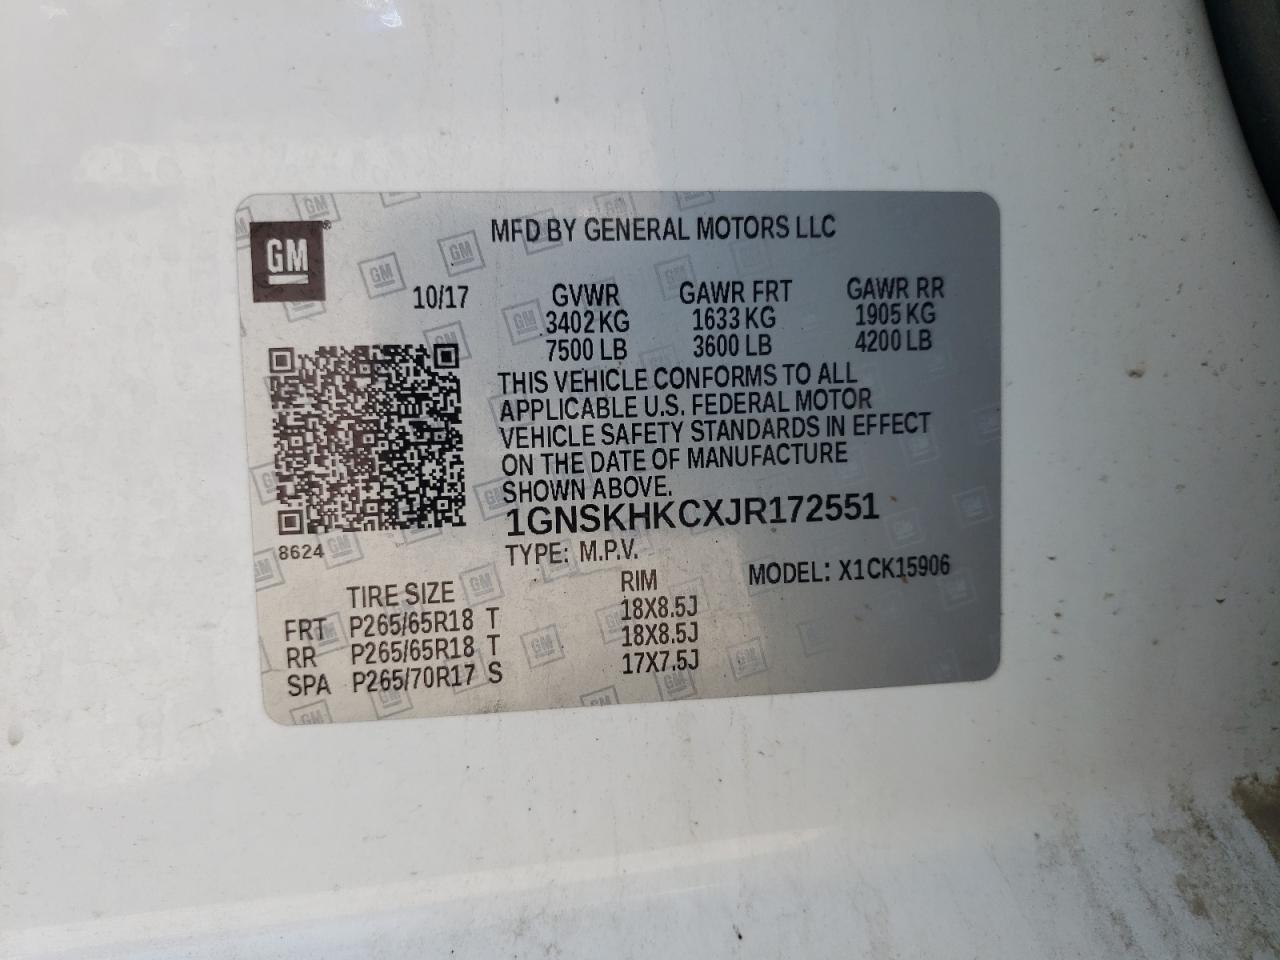 MFD BY GENERAL MOTORS LLC
GM®
10/17 GVWR GAWR FRT GAWR RR
3402 KG 1633 KG 1905 KG
7500 LB 3600 LB 4200 LB
THIS VEHICLE CONFORMS TO ALL
APPLICABLE U.S. FEDERAL MOTOR
VEHICLE SAFETY STANDARDS IN EFFECT
ON THE DATE OF MANUFACTURE
SHOWN ABOVE.
1GNSKHKCXJR172551
8624
TYPE: M.P.V. MODEL: X1CK15906
TIRE SIZE RIM
FRT P265/65R18 T 18X8.5J
RR P265/65R18 T 18X8.5J
SPA P265/70R17 S 17X7.5J